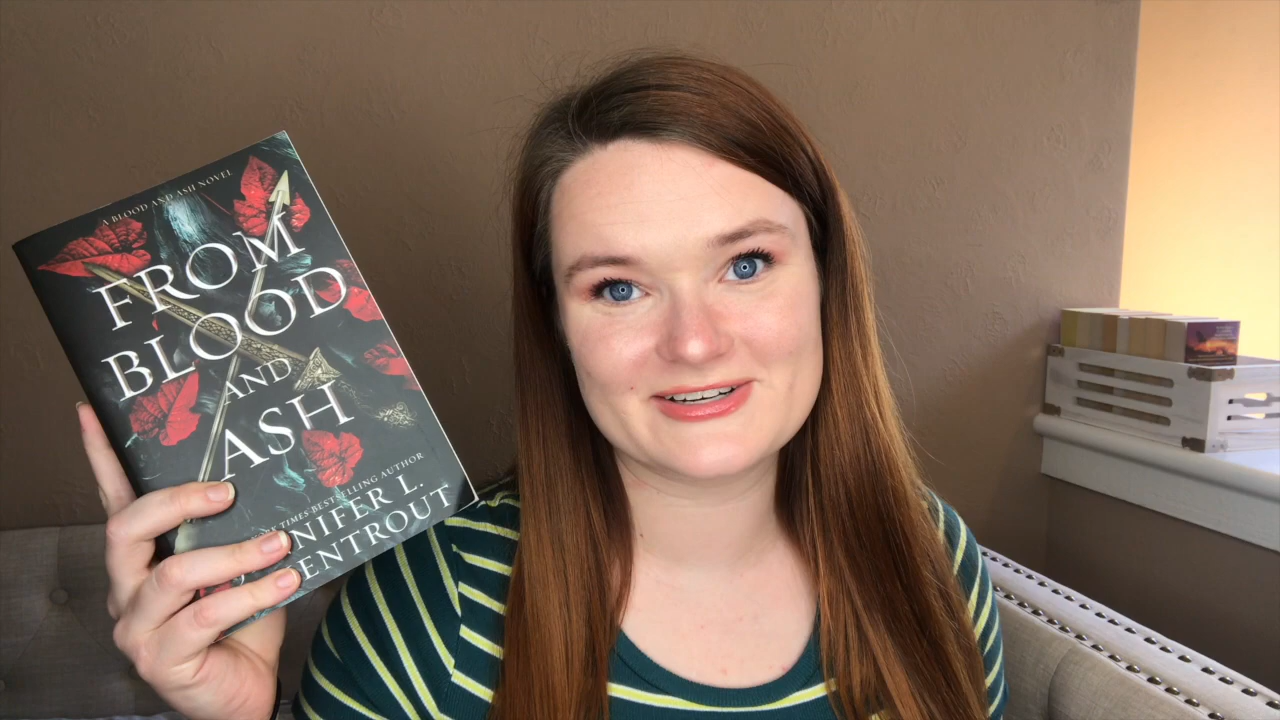 A BLOOD AND ASH NOVEL
FROM
BLOOD
AND
ASH
TIMES BESTSELLING AUTHOR
NIFER L.
ENTROUT